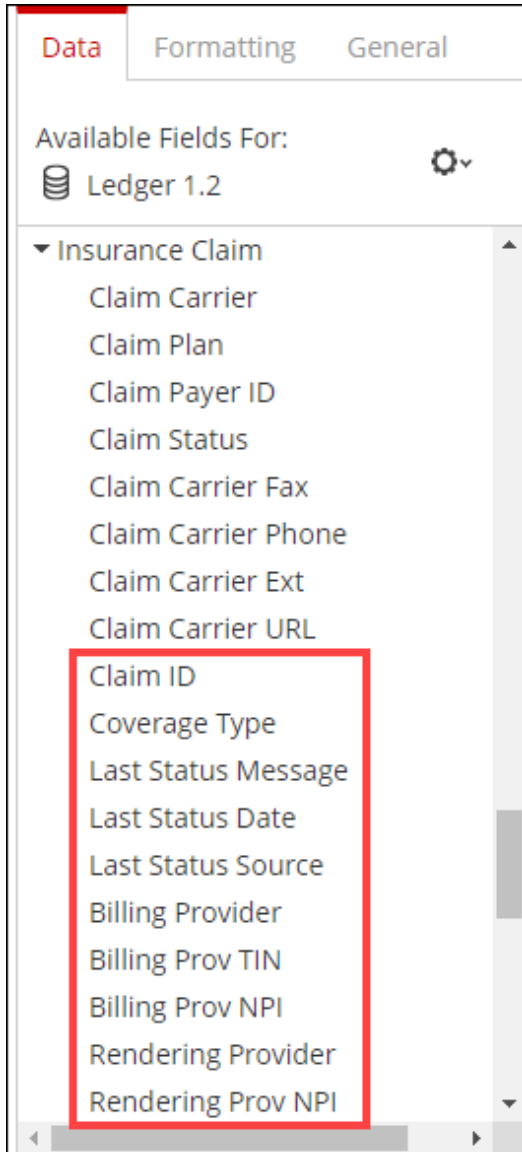 Data Formatting General
Available Fields For:
Ledger 1.2
Insurance Claim
Claim Carrier
Claim Plan
Claim Payer ID
Claim Status
Claim Carrier Fax
Claim Carrier Phone
Claim Carrier Ext
Claim Carrier URL
Claim ID
Coverage Type
Last Status Message
Last Status Date
Last Status Source
Billing Provider
Billing Prov TIN
Billing Prov NPI
Rendering Provider
Rendering Prov NPI